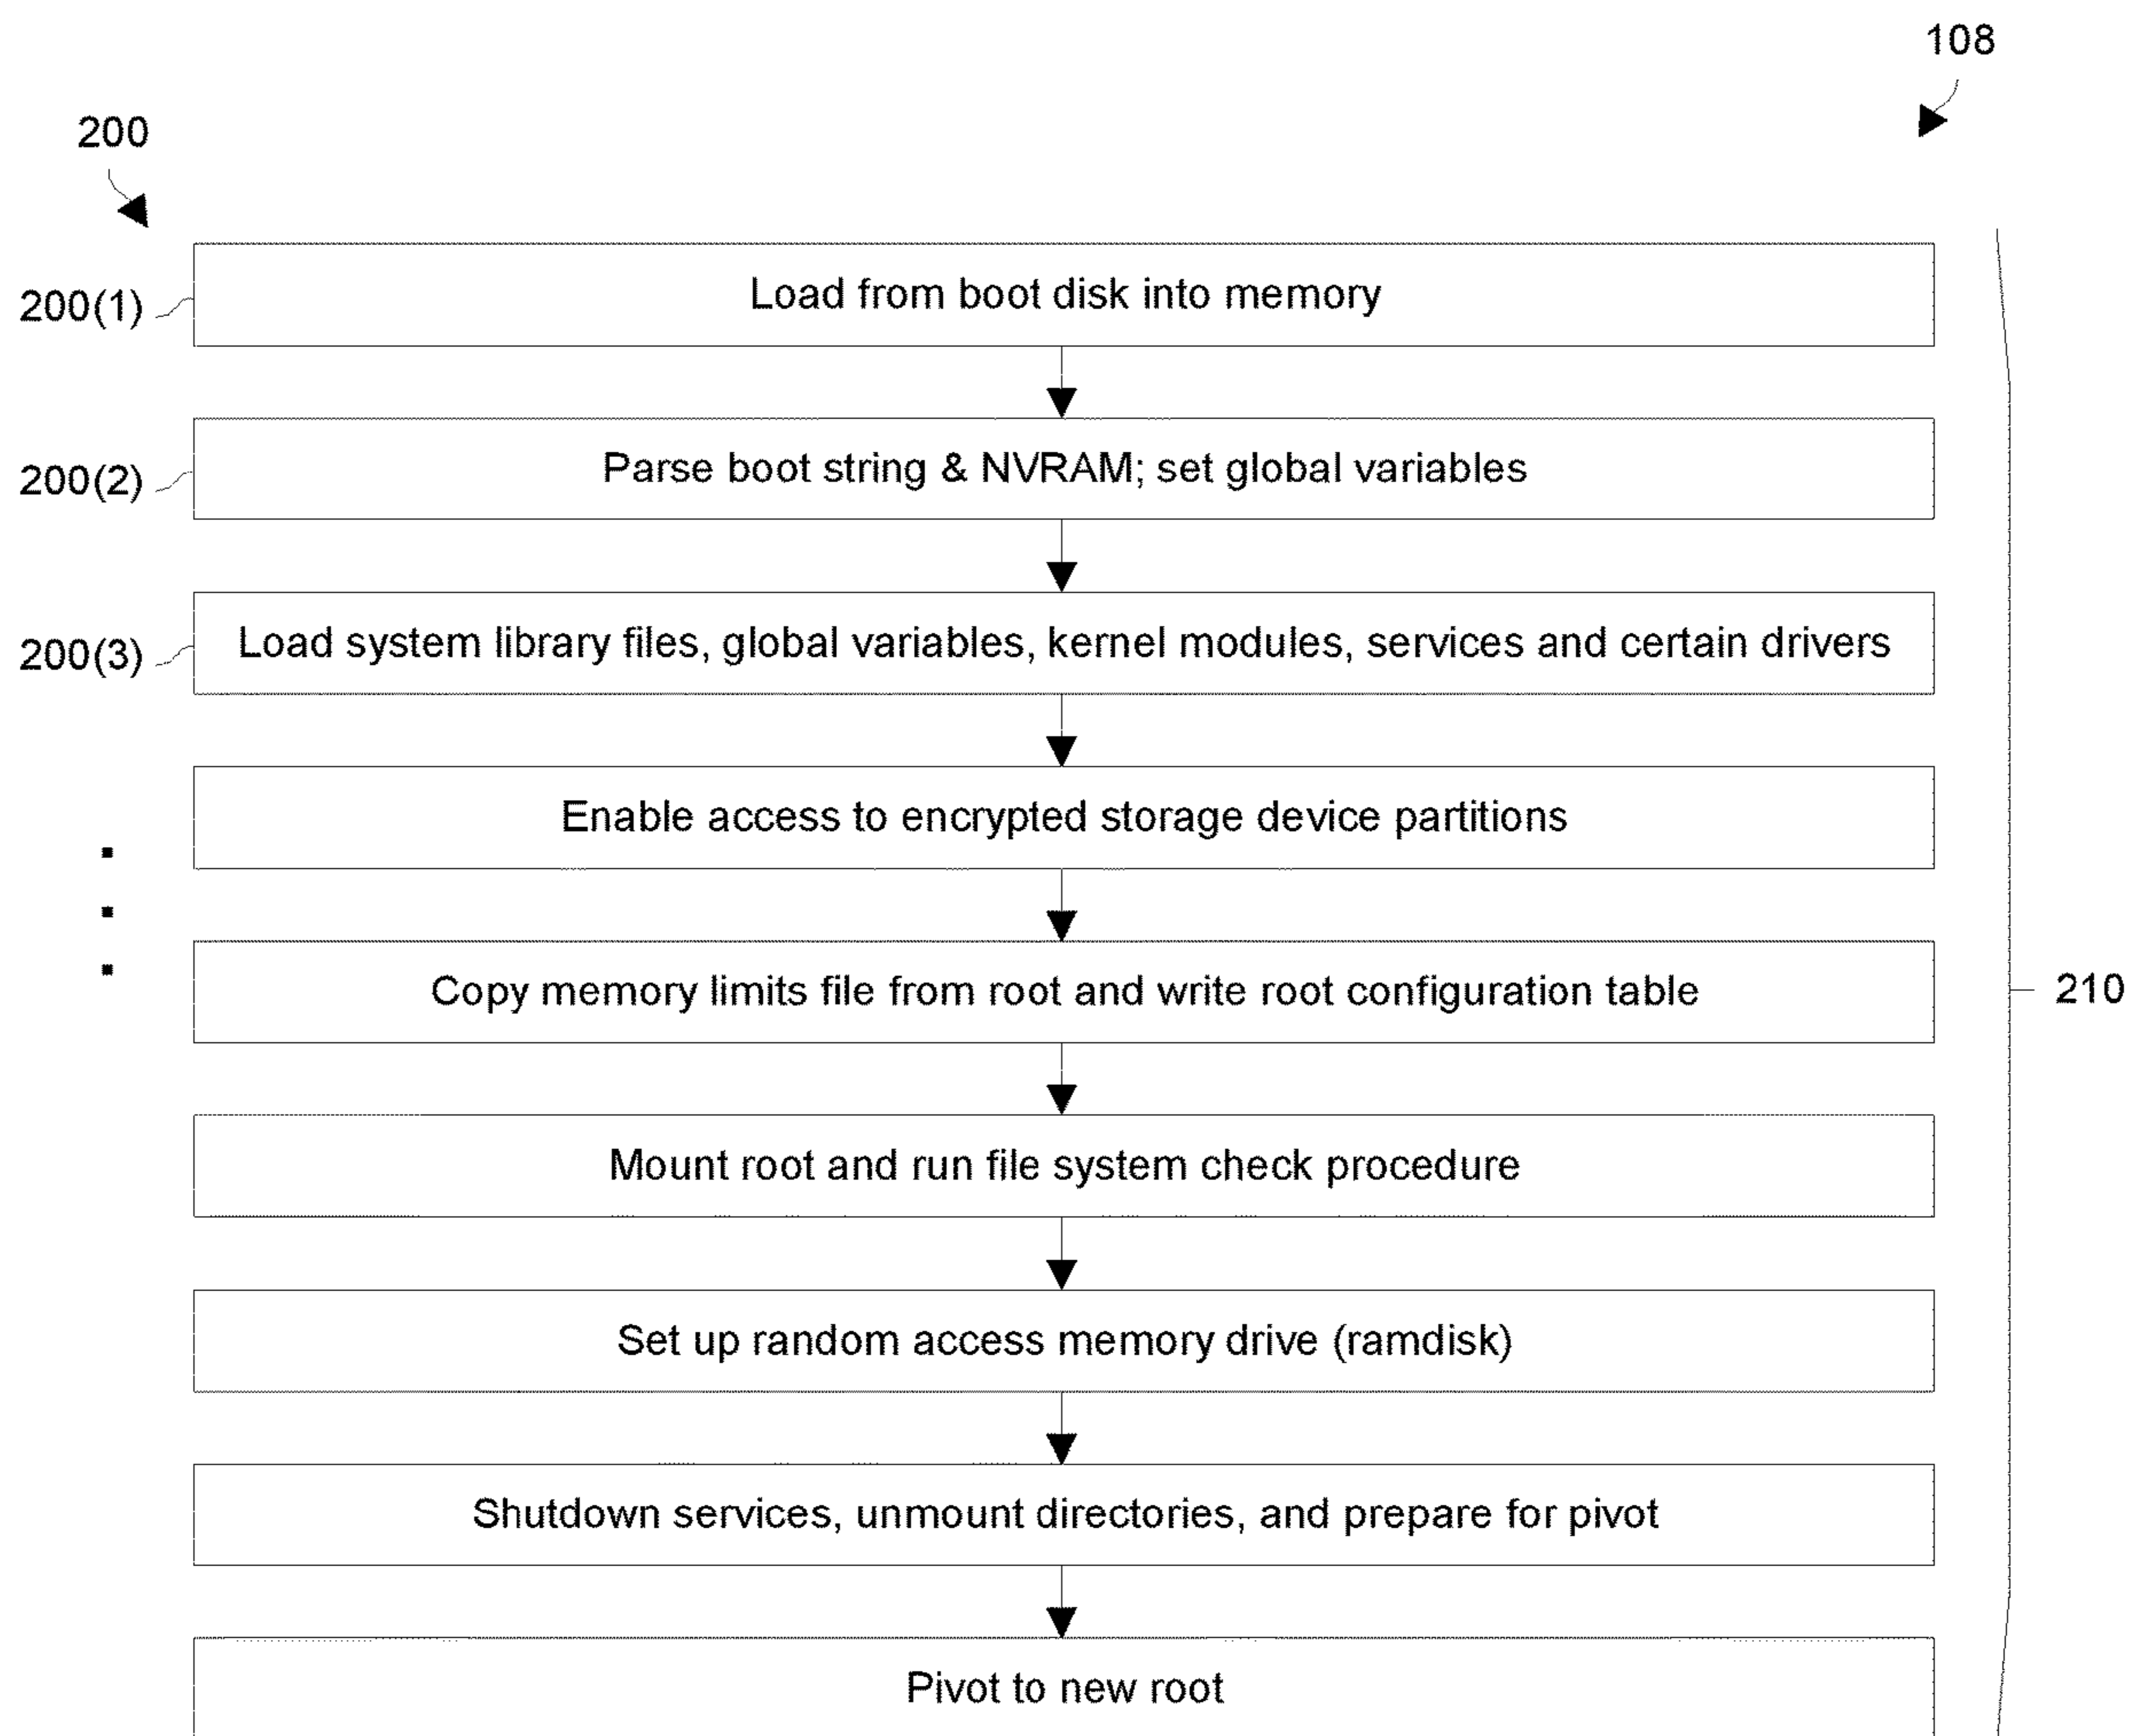 108
200
200(1)
Load from boot disk into memory
200(2)
Parse boot string & NVRAM; set global variables
200(3)
Load system library files, global variables, kernel modules, services and certain drivers
Enable access to encrypted storage device partitions
Copy memory limits file from root and write root configuration table
210
Mount root and run file system check procedure
Set up random access memory drive (ramdisk)
Shutdown services, unmount directories, and prepare for pivot
Pivot to new root